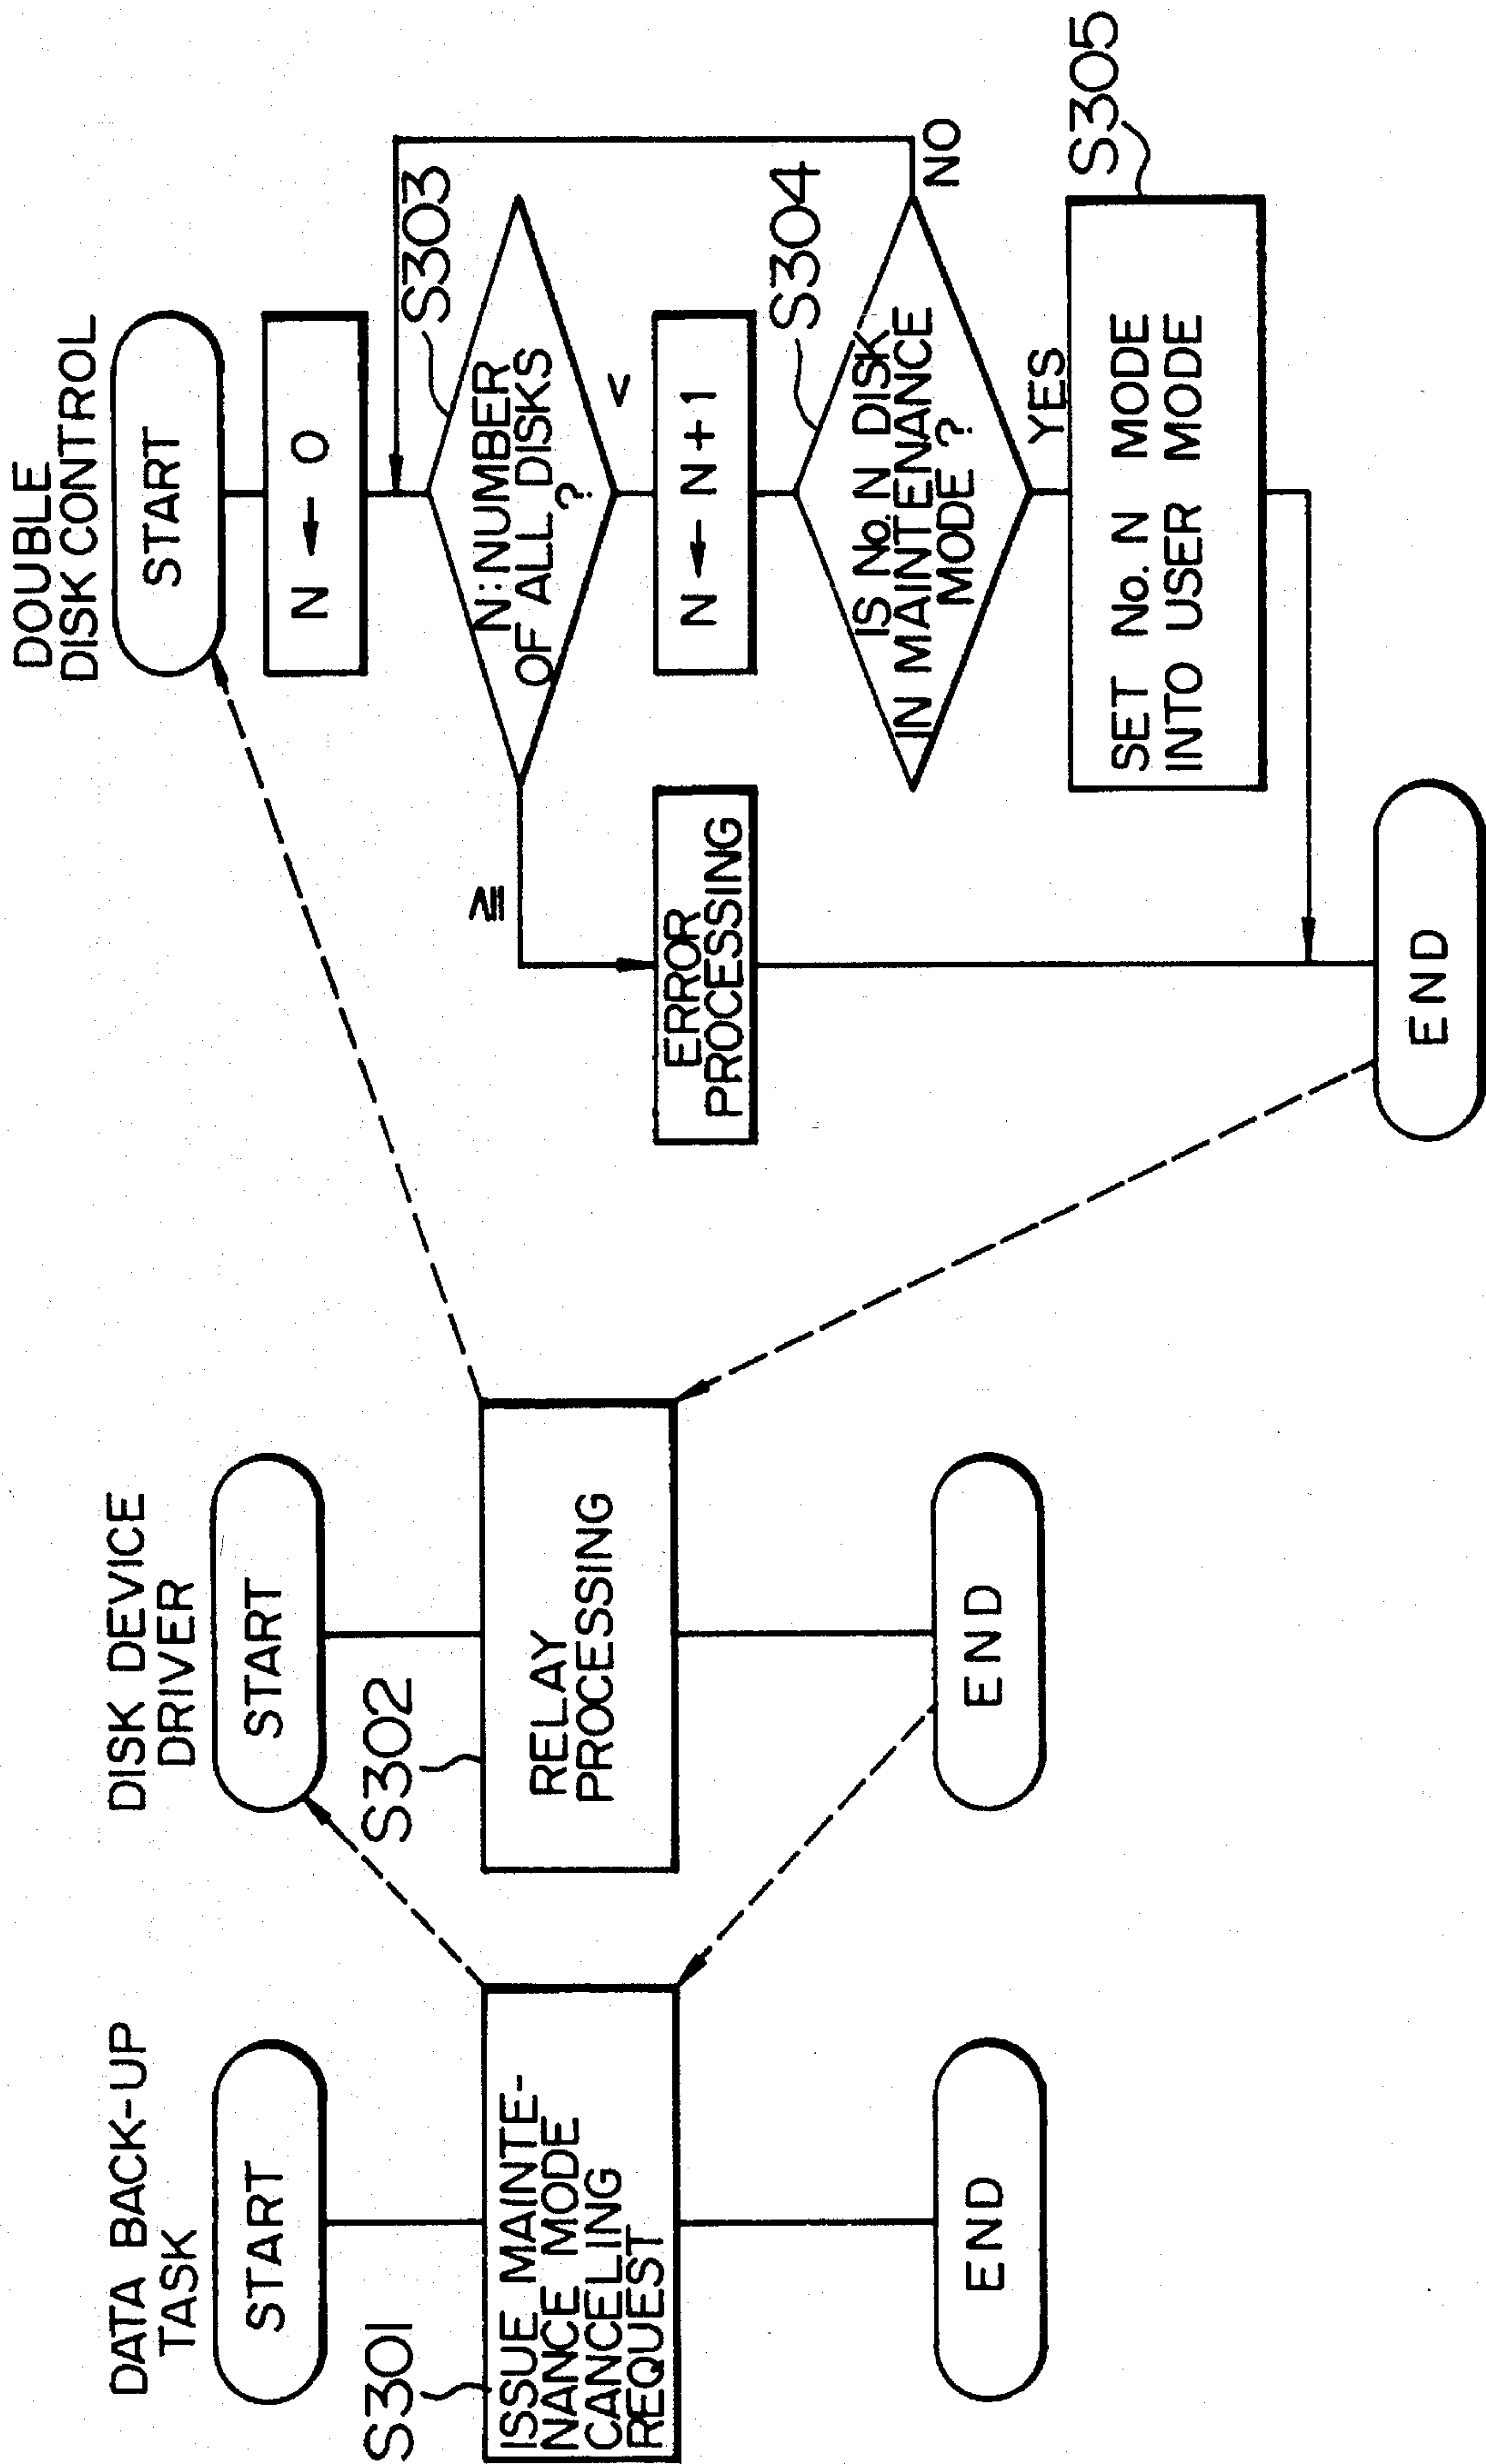 DATA BACK-UP
TASK
START
S301
ISSUE MAINTE-
NANCE MODE
CANCELING
REQUEST
END
DISK DEVICE
DRIVER
START
S302
RELAY
PROCESSING
END
DOUBLE
DISK CONTROL
START
N ← O
S303
N: NUMBER
OF ALL DISKS
?
≧
<
ERROR
PROCESSING
N ← N + 1
S304
IS No. N DISK
IN MAINTENANCE
MODE ?
NO
YES
S305
SET No. N MODE
INTO USER MODE
END